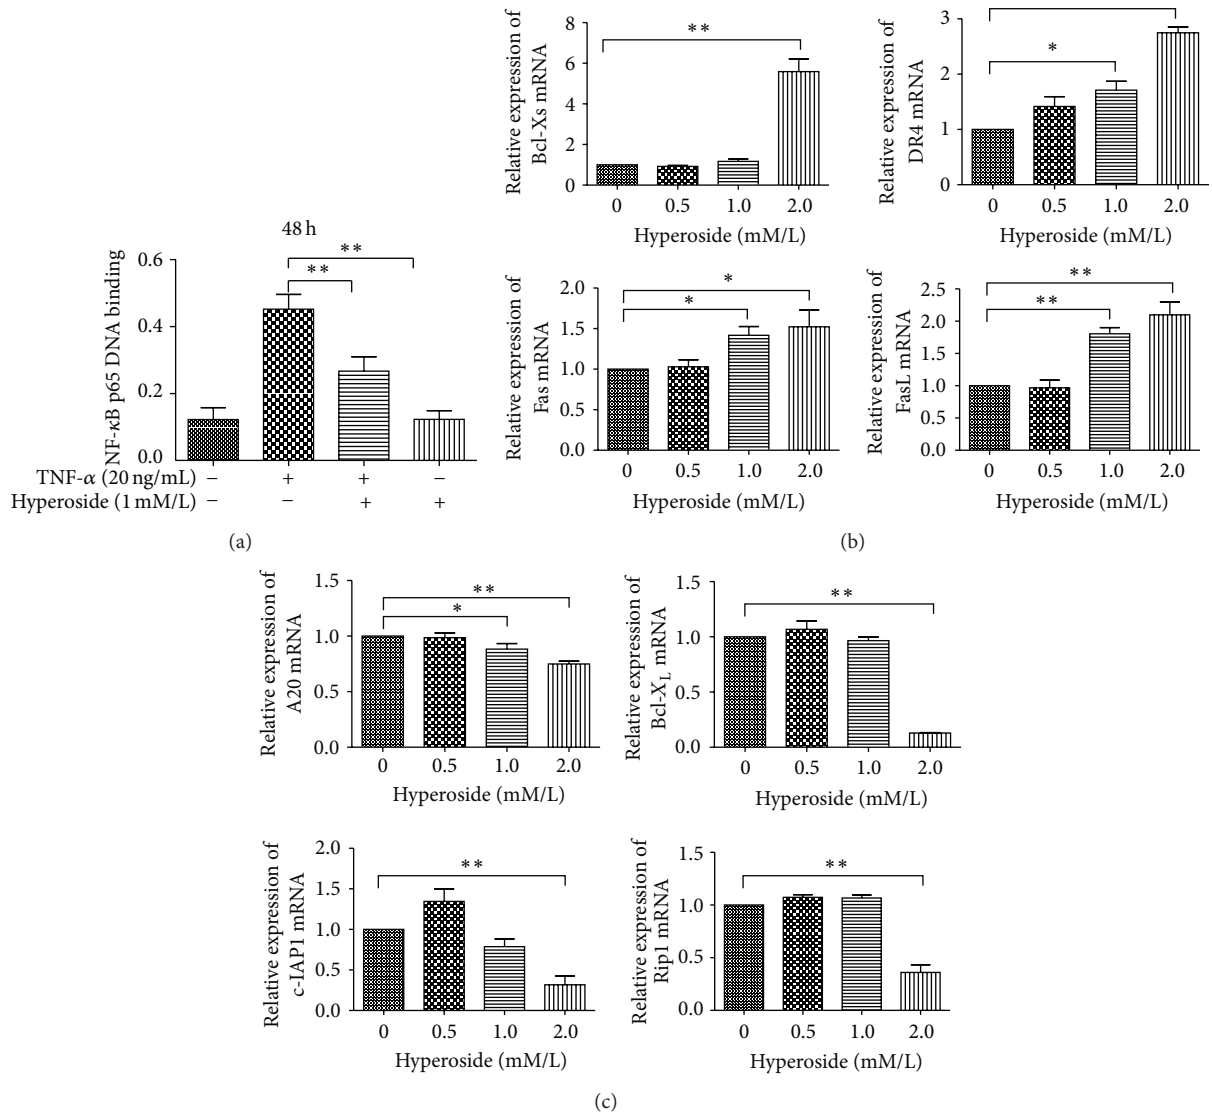 48 h
NF-κB p65 DNA binding
0.6
0.4
0.2
0.0
**
**
TNF-α (20 ng/mL) − + + −
Hyperoside (1 mM/L) − − + +
(a)
Relative expression of
Bcl-Xs mRNA
8
6
4
2
0
**
0 0.5 1.0 2.0
Hyperoside (mM/L)
Relative expression of
DR4 mRNA
3
2
1
0
*
0 0.5 1.0 2.0
Hyperoside (mM/L)
Relative expression of
Fas mRNA
2.0
1.5
1.0
0.5
0.0
*
*
0 0.5 1.0 2.0
Hyperoside (mM/L)
Relative expression of
FasL mRNA
2.5
2.0
1.5
1.0
0.5
0.0
**
**
0 0.5 1.0 2.0
Hyperoside (mM/L)
(b)
Relative expression of
A20 mRNA
1.5
1.0
0.5
0.0
**
*
0 0.5 1.0 2.0
Hyperoside (mM/L)
Relative expression of
Bcl-X_L mRNA
1.5
1.0
0.5
0.0
**
0 0.5 1.0 2.0
Hyperoside (mM/L)
Relative expression of
c-IAP1 mRNA
2.0
1.5
1.0
0.5
0.0
**
0 0.5 1.0 2.0
Hyperoside (mM/L)
Relative expression of
Rip1 mRNA
1.5
1.0
0.5
0.0
**
0 0.5 1.0 2.0
Hyperoside (mM/L)
(c)